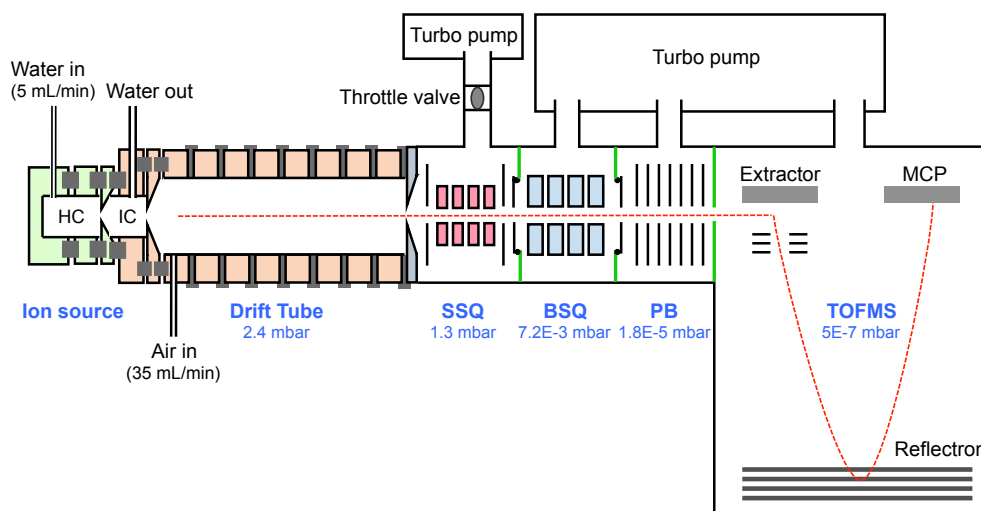 Turbo pump
Turbo pump
Water in
(5 mL/min)
Water out
Throttle valve
Extractor
MCP
HC
IC
Ion source
Drift Tube
2.4 mbar
SSQ
1.3 mbar
BSQ
7.2E-3 mbar
PB
1.8E-5 mbar
TOFMS
5E-7 mbar
Air in
(35 mL/min)
Reflectron